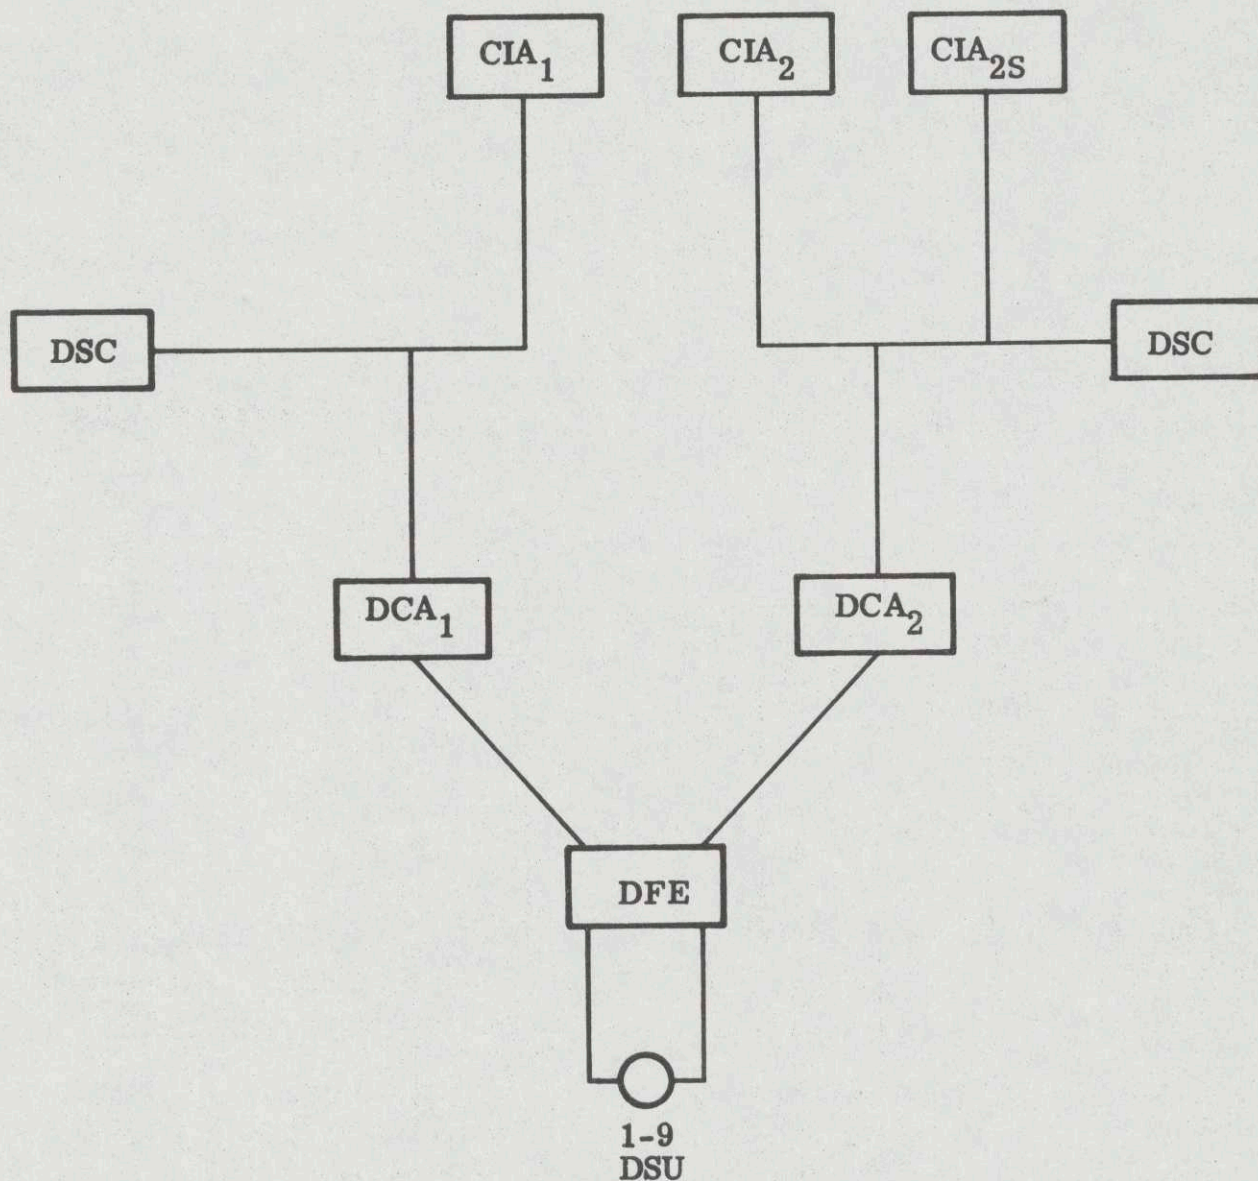 CIA₁
CIA₂
CIA₂S
DSC
DSC
DCA₁
DCA₂
DFE
1-9
DSU